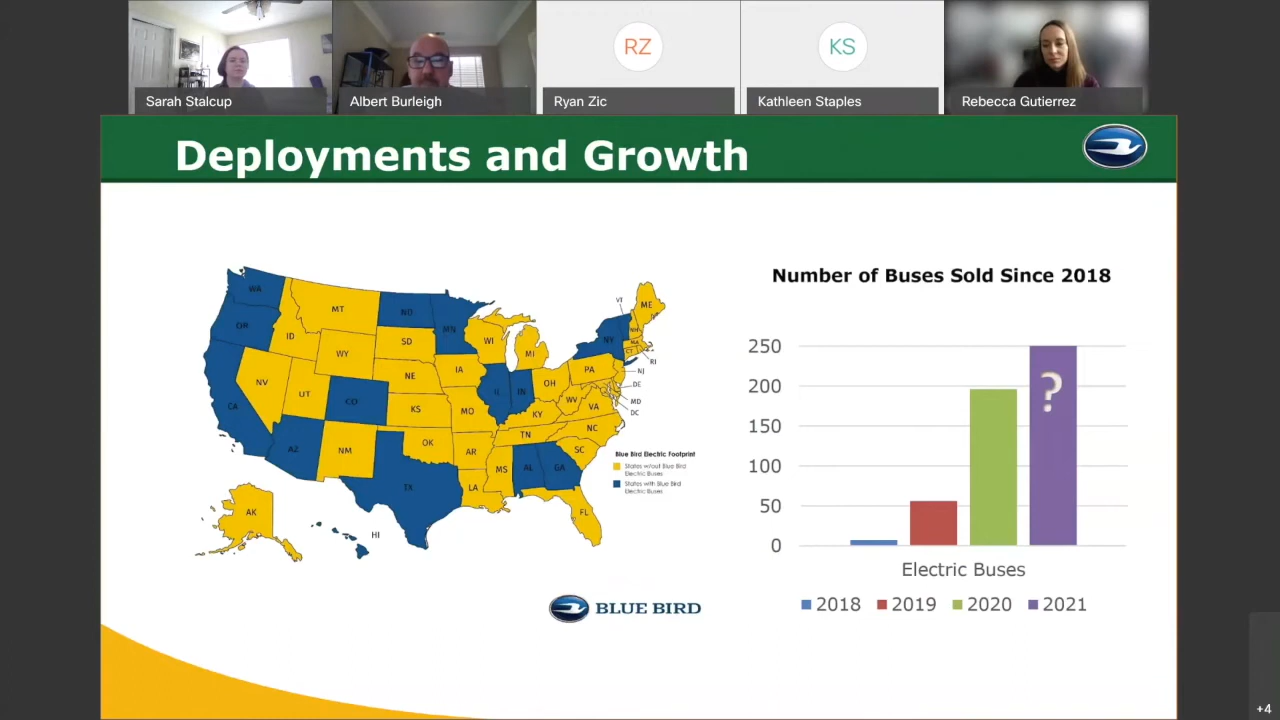 RZ
KS
Sarah Stalcup
Albert Burleigh
Ryan Zic
Kathleen Staples
Rebecca Gutierrez
Deployments and Growth
WA
OR
CA
ID
NV
AZ
MT
WY
UT
CO
NM
ND
SD
NE
KS
OK
TX
MN
IA
MO
AR
LA
WI
IL
IN
MI
OH
KY
TN
MS
AL
GA
FL
SC
NC
VA
WV
PA
NY
VT
NH
ME
MA
CT
RI
NJ
DE
MD
DC
AK
HI
Blue Bird Electric Footprint
States w/out Blue Bird
Electric Buses
States with Blue Bird
Electric Buses
BLUE BIRD
Number of Buses Sold Since 2018
250
200
150
100
50
0
?
Electric Buses
2018
2019
2020
2021
+4